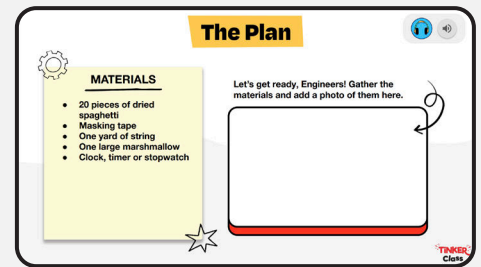 The Plan
MATERIALS
● 20 pieces of dried
spaghetti
● Masking tape
● One yard of string
● One large marshmallow
● Clock, timer or stopwatch
Let's get ready, Engineers! Gather the
materials and add a photo of them here.
TINKER
Class